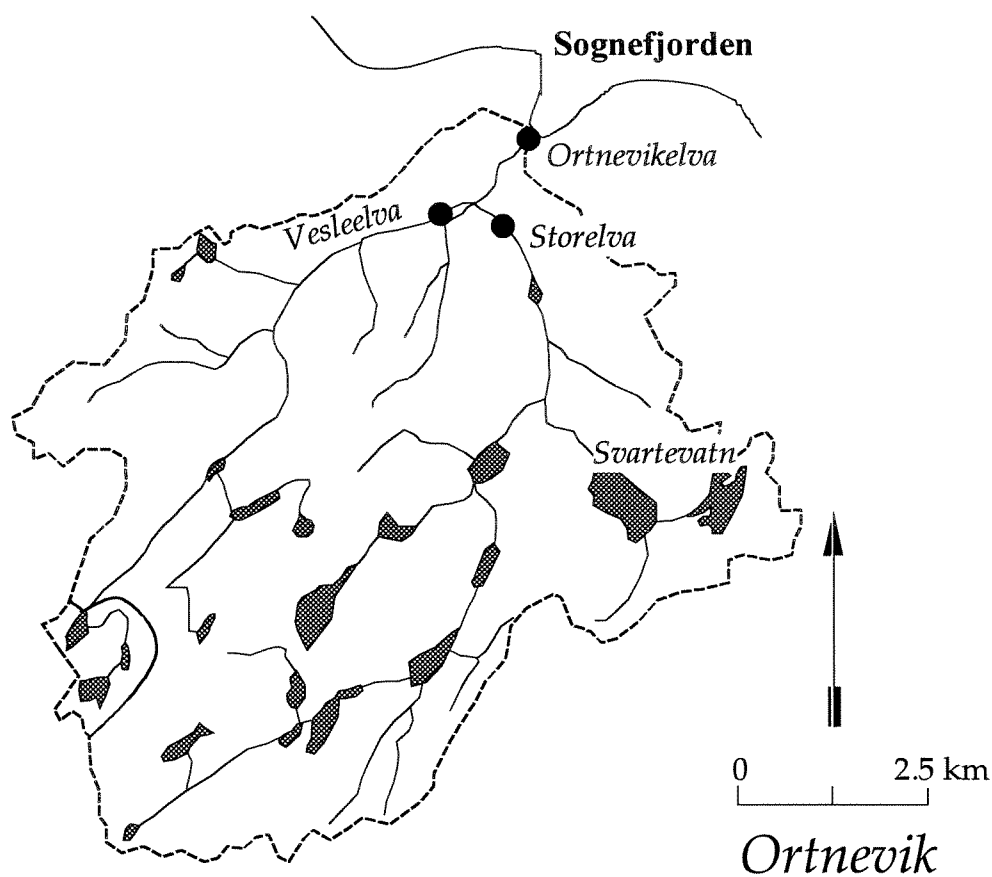 Sognefjorden
Ortnevikelva
Vesleelva
Storelva
Svartevatn
0 2.5 km
Ortnevik